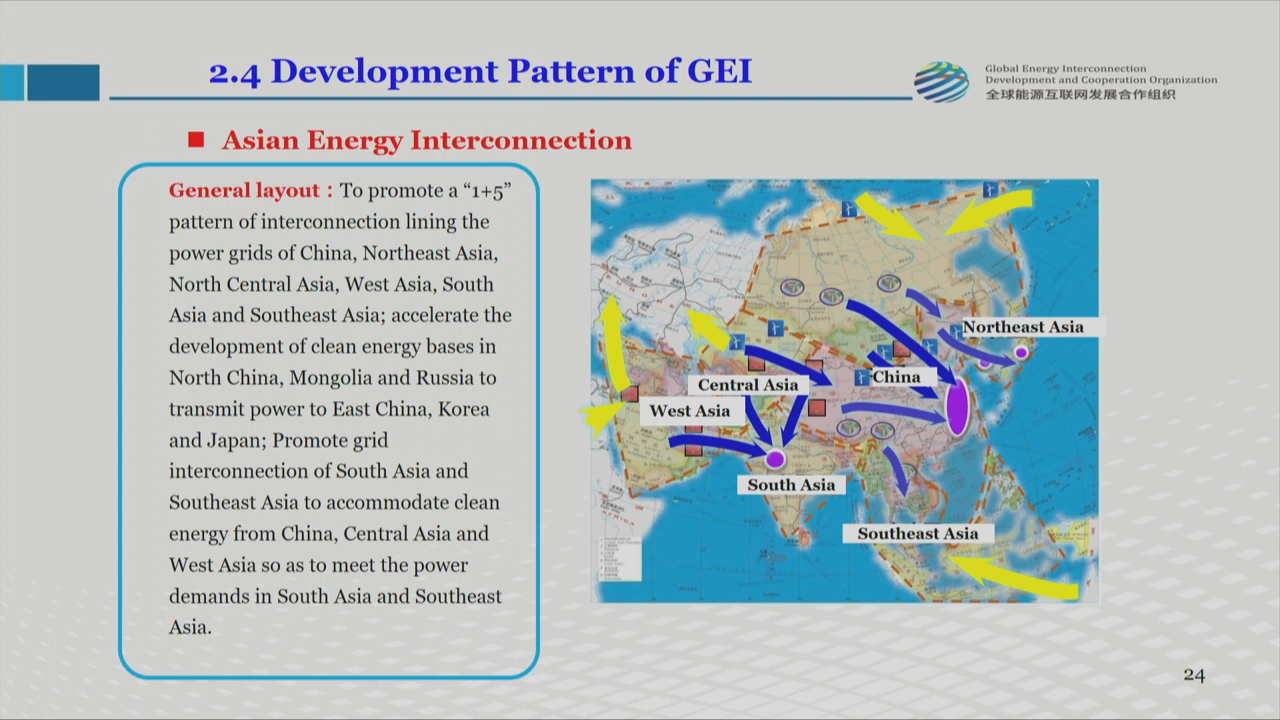 2.4 Development Pattern of GEI
Global Energy Interconnection
Development and Cooperation Organization
全球能源互联网发展合作组织
Asian Energy Interconnection
General layout：To promote a “1+5”
pattern of interconnection lining the
power grids of China, Northeast Asia,
North Central Asia, West Asia, South
Asia and Southeast Asia; accelerate the
development of clean energy bases in
North China, Mongolia and Russia to
transmit power to East China, Korea
and Japan; Promote grid
interconnection of South Asia and
Southeast Asia to accommodate clean
energy from China, Central Asia and
West Asia so as to meet the power
demands in South Asia and Southeast
Asia.
Northeast Asia
China
Central Asia
West Asia
South Asia
Southeast Asia
24